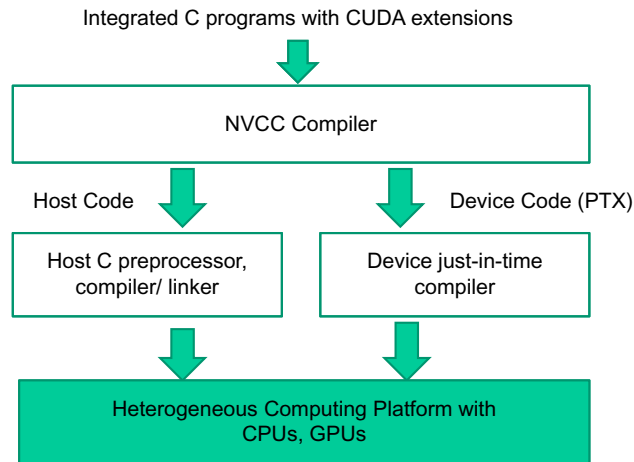 Integrated C programs with CUDA extensions
NVCC Compiler
Host Code
Device Code (PTX)
Host C preprocessor,
compiler/ linker
Device just-in-time
compiler
Heterogeneous Computing Platform with
CPUs, GPUs